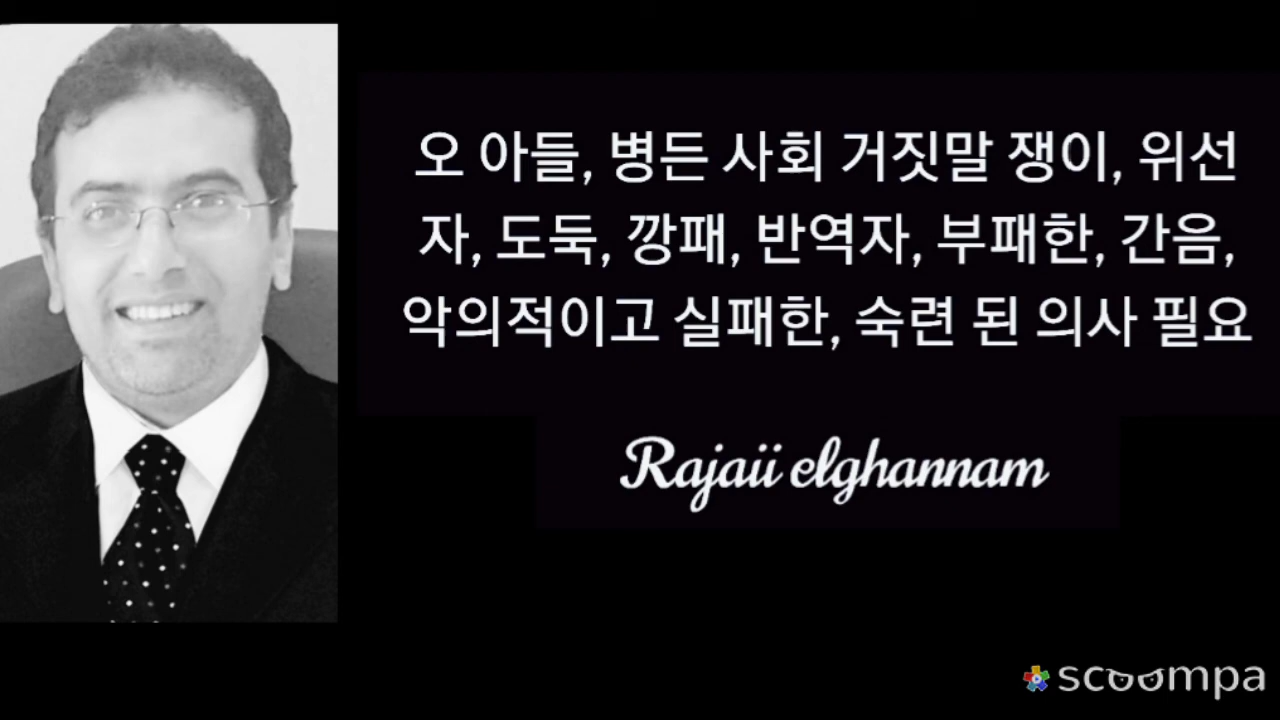 오 아들, 병든 사회 거짓말 쟁이, 위선
자, 도둑, 깡패, 반역자, 부패한, 간음,
악의적이고 실패한, 숙련 된 의사 필요
Rajaii elghannam
scoompa